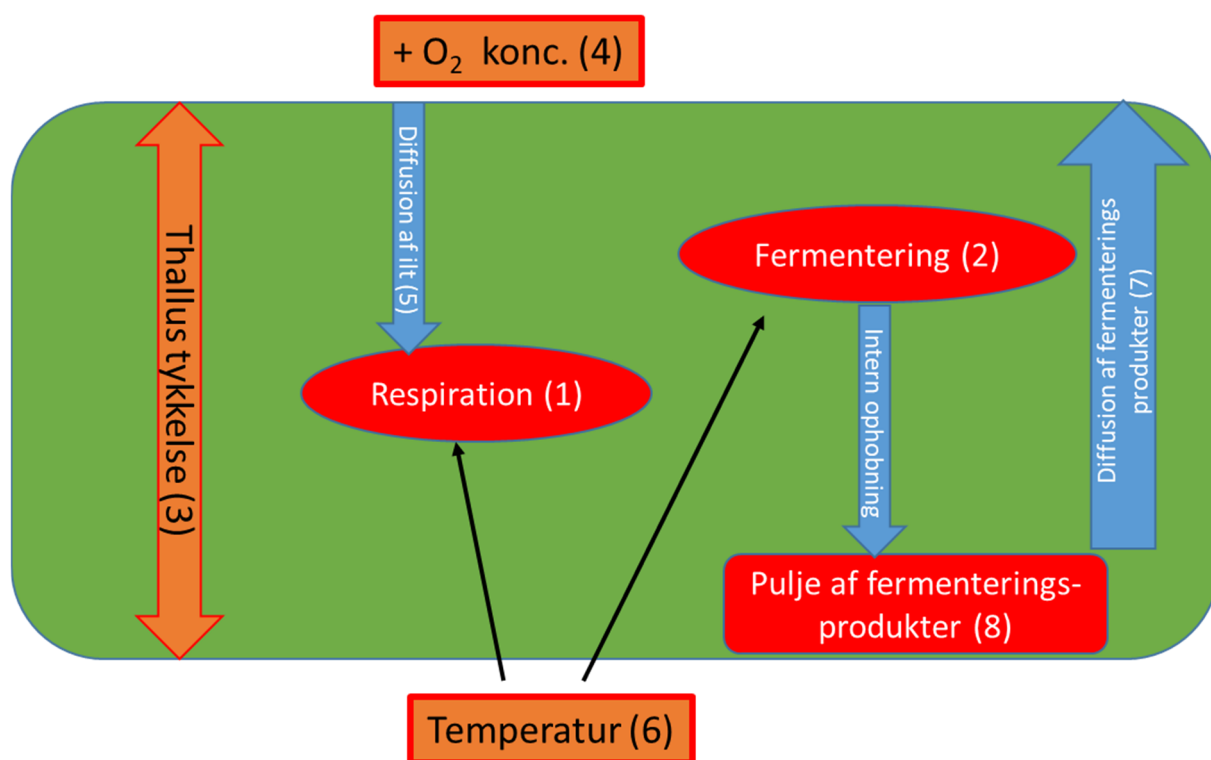 + O₂ konc. (4)
Thallus tykkelse (3)
Diffusion af ilt (5)
Respiration (1)
Fermentering (2)
Intern ophobning
Pulje af fermenterings-
produkter (8)
Diffusion af fermenterings
produkter (7)
Temperatur (6)